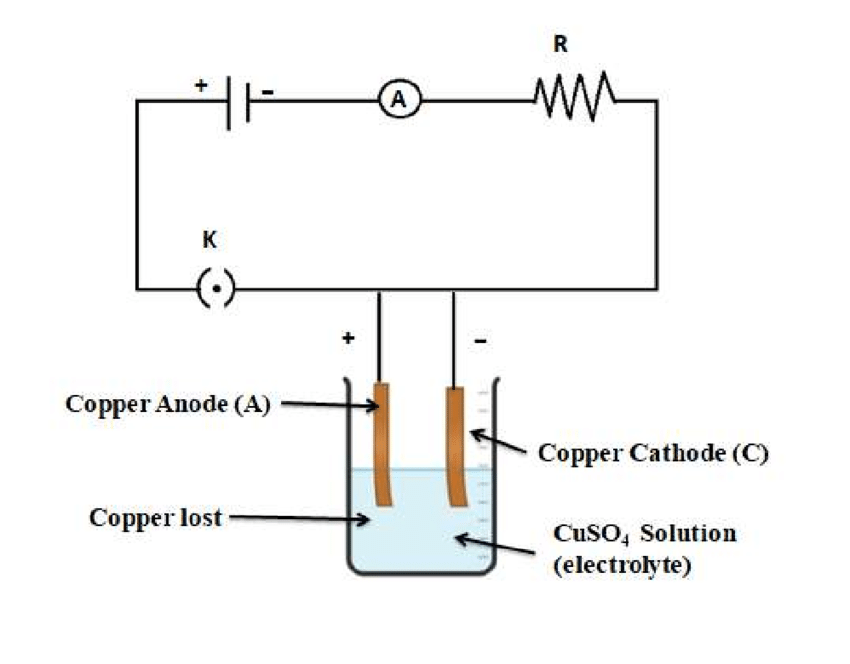 R
+
-
A
K
+
-
Copper Anode (A)
Copper Cathode (C)
Copper lost
CuSO₄ Solution
(electrolyte)